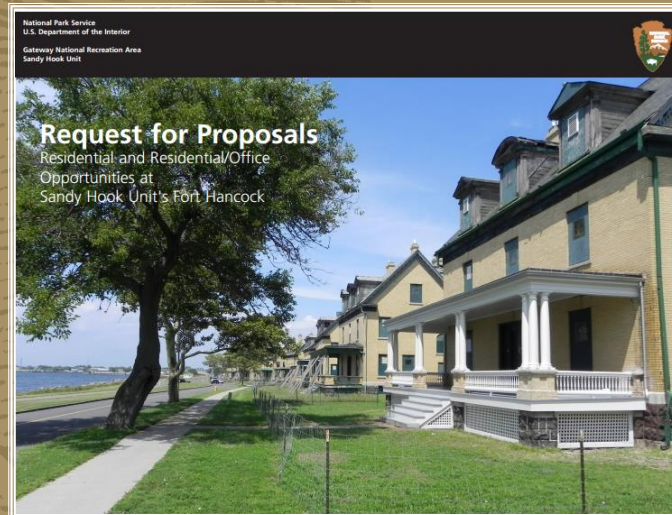 National Park Service
U.S. Department of the Interior
Gateway National Recreation Area
Sandy Hook Unit
Request for Proposals
Residential and Residential/Office
Opportunities at
Sandy Hook Unit's Fort Hancock